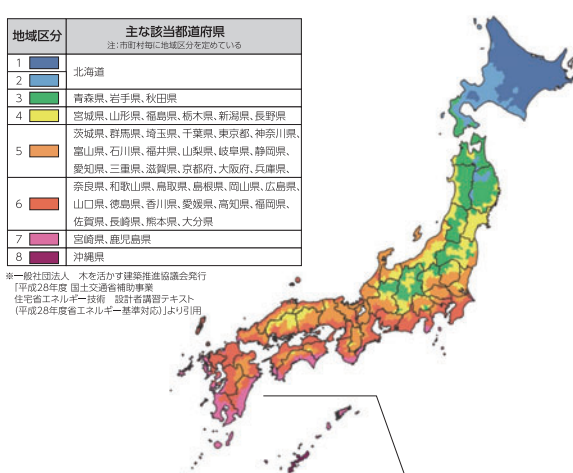 地域区分
主な該当都道府県
注:市町村毎に地域区分を定めている
1
北海道
2
3
青森県、岩手県、秋田県
4
宮城県、山形県、福島県、栃木県、新潟県、長野県
5
茨城県、群馬県、埼玉県、千葉県、東京都、神奈川県、
富山県、石川県、福井県、山梨県、岐阜県、静岡県、
愛知県、三重県、滋賀県、京都府、大阪府、兵庫県、
6
奈良県、和歌山県、鳥取県、島根県、岡山県、広島県、
山口県、徳島県、香川県、愛媛県、高知県、福岡県、
佐賀県、長崎県、熊本県、大分県
7
宮崎県、鹿児島県
8
沖縄県
※一般社団法人 木を活かす建築推進協議会発行
「平成28年度 国土交通省補助事業
住宅省エネルギー技術 設計者講習テキスト
(平成28年度省エネルギー基準対応)」より引用